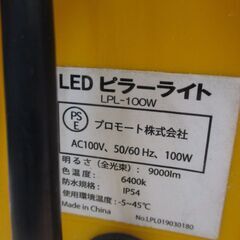 LED ピラーライト
LPL-100W
PS
E
プロモート株式会社
AC100V、50/60 Hz、100W
明るさ(全光束): 9000lm
色温度: 6400k
防水規格: IP54
使用環境温度: -5~45℃
Made in China
No.LPL019030180